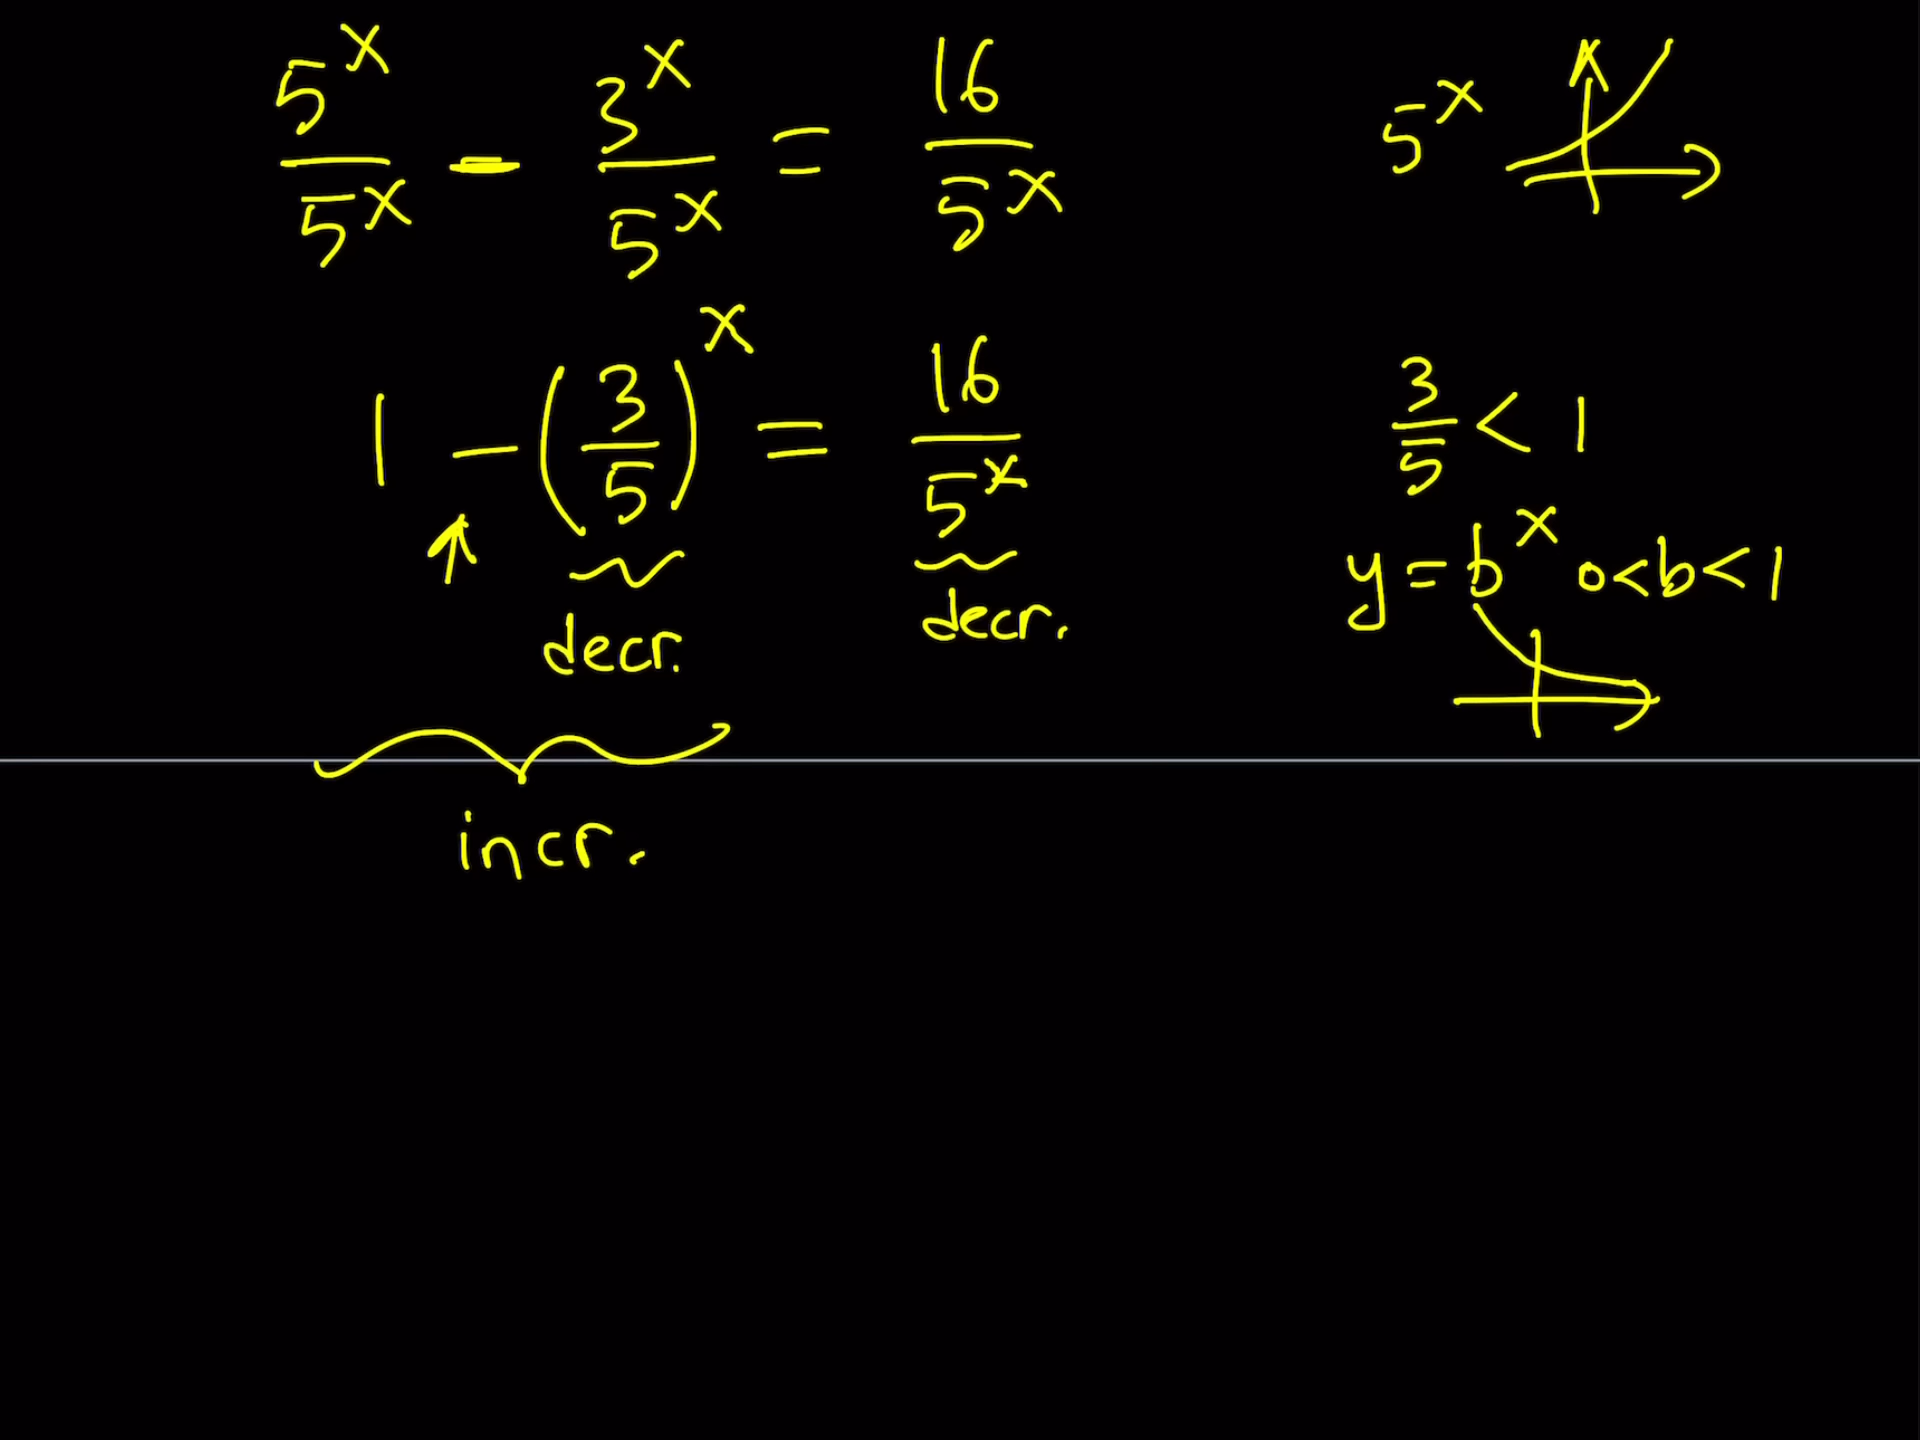 5^x/5^x - 3^x/5^x = 16/5^x
5^x
1 - (3/5)^x = 16/5^x
3/5 < 1
y = b^x 0<b<1
decr. decr.
incr.